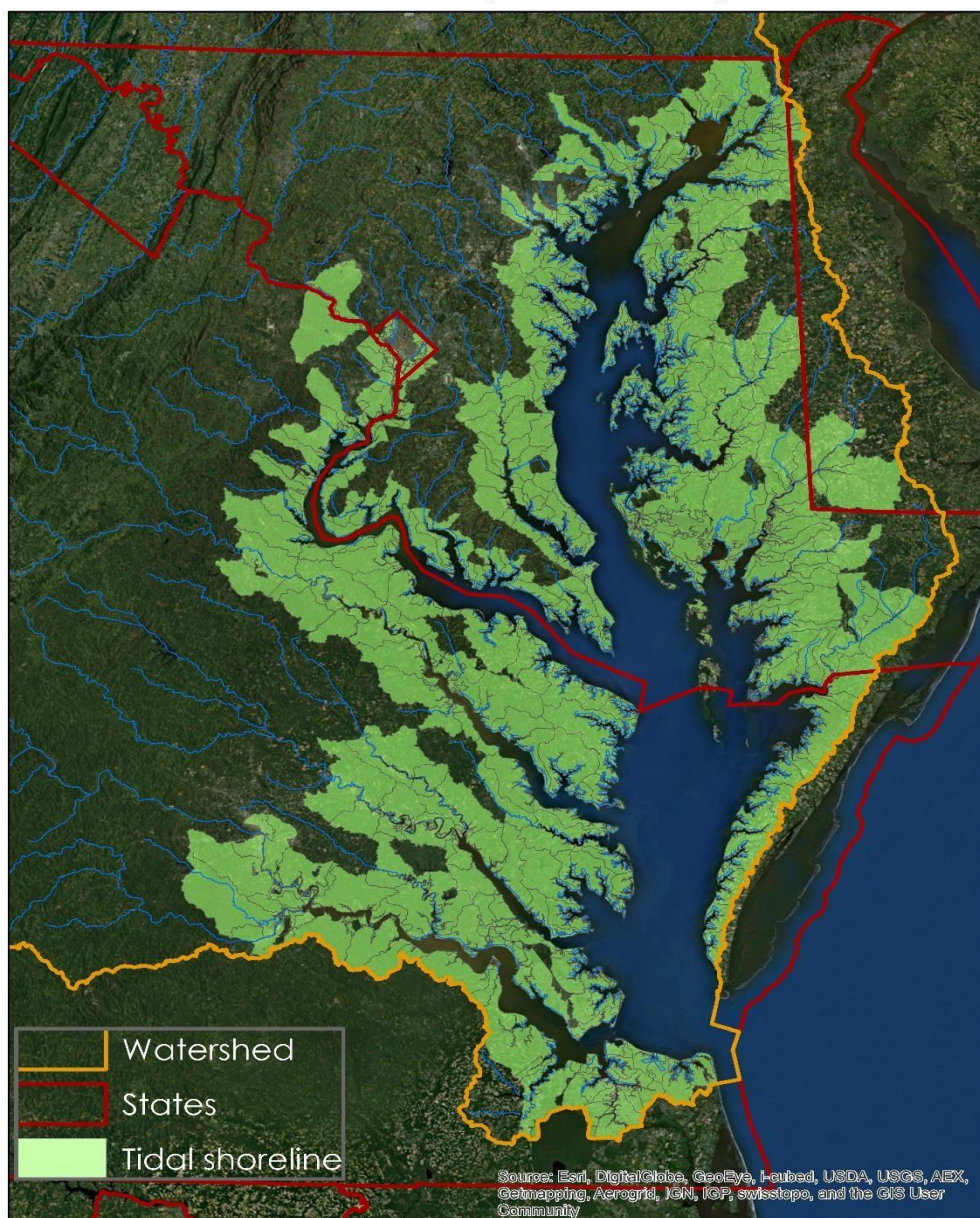 Watershed
States
Tidal shoreline
Source: Esri, DigitalGlobe, GeoEye, i-cubed, USDA, USGS, AEX,
Getmapping, Aerogrid, IGN, IGP, swisstopo, and the GIS User
Community